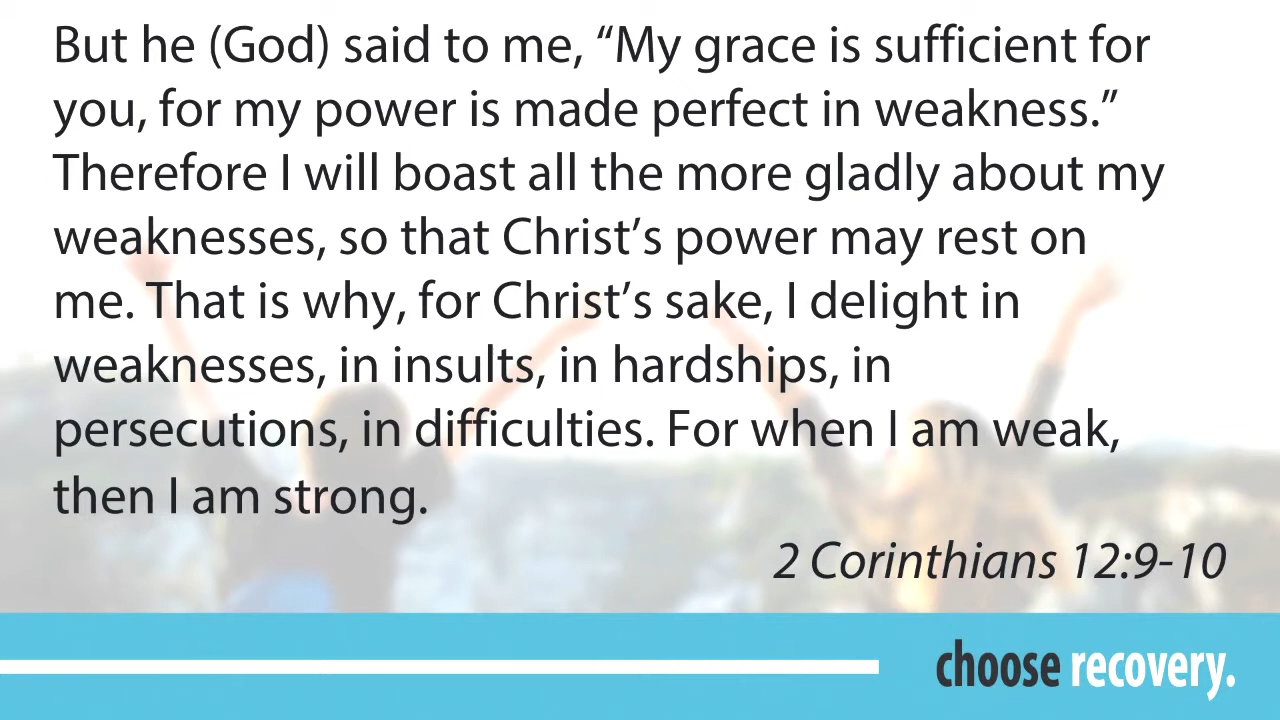 But he (God) said to me, “My grace is sufficient for
you, for my power is made perfect in weakness.”
Therefore I will boast all the more gladly about my
weaknesses, so that Christ’s power may rest on
me. That is why, for Christ’s sake, I delight in
weaknesses, in insults, in hardships, in
persecutions, in difficulties. For when I am weak,
then I am strong.
2 Corinthians 12:9-10
choose recovery.